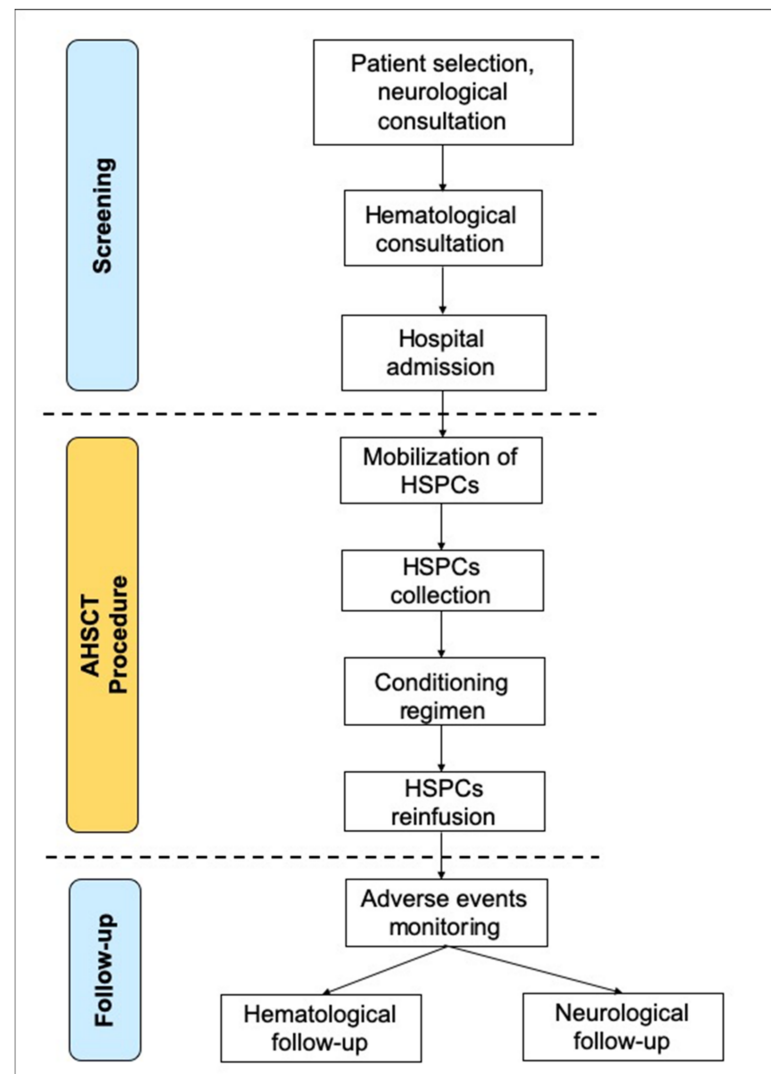 Screening
Patient selection,
neurological
consultation
Hematological
consultation
Hospital
admission
AHSCT
Procedure
Mobilization of
HSPCs
HSPCs
collection
Conditioning
regimen
HSPCs
reinfusion
Follow-up
Adverse events
monitoring
Hematological
follow-up
Neurological
follow-up